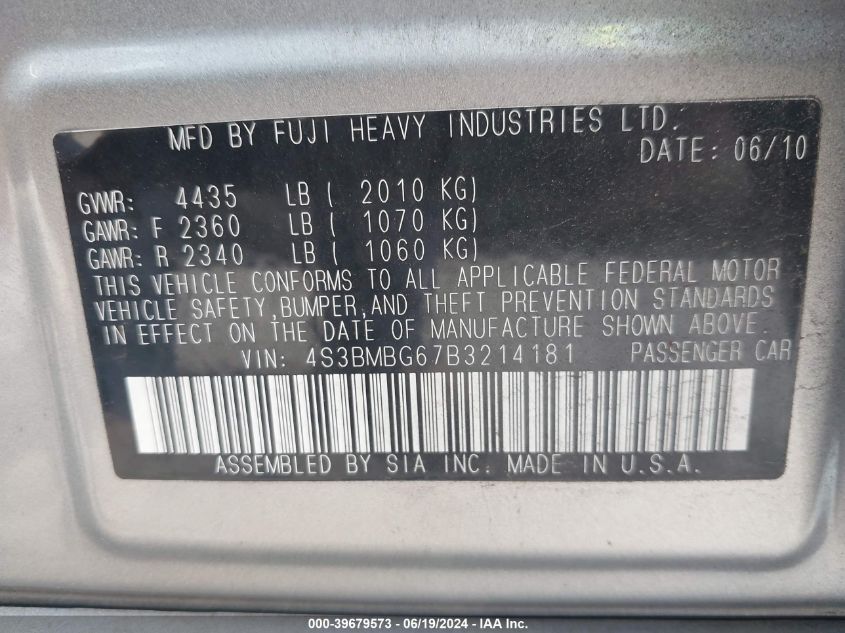 MFD BY FUJI HEAVY INDUSTRIES LTD.
DATE: 06/10
GVWR: 4435 LB ( 2010 KG)
GAWR: F 2360 LB ( 1070 KG)
GAWR: R 2340 LB ( 1060 KG)
THIS VEHICLE CONFORMS TO ALL APPLICABLE FEDERAL MOTOR
VEHICLE SAFETY,BUMPER,AND THEFT PREVENTION STANDARDS
IN EFFECT ON THE DATE OF MANUFACTURE SHOWN ABOVE.
VIN: 4S3BMBG67B3214181 PASSENGER CAR
ASSEMBLED BY SIA INC. MADE IN U.S.A.
000-39679573 - 06/19/2024 - IAA Inc.